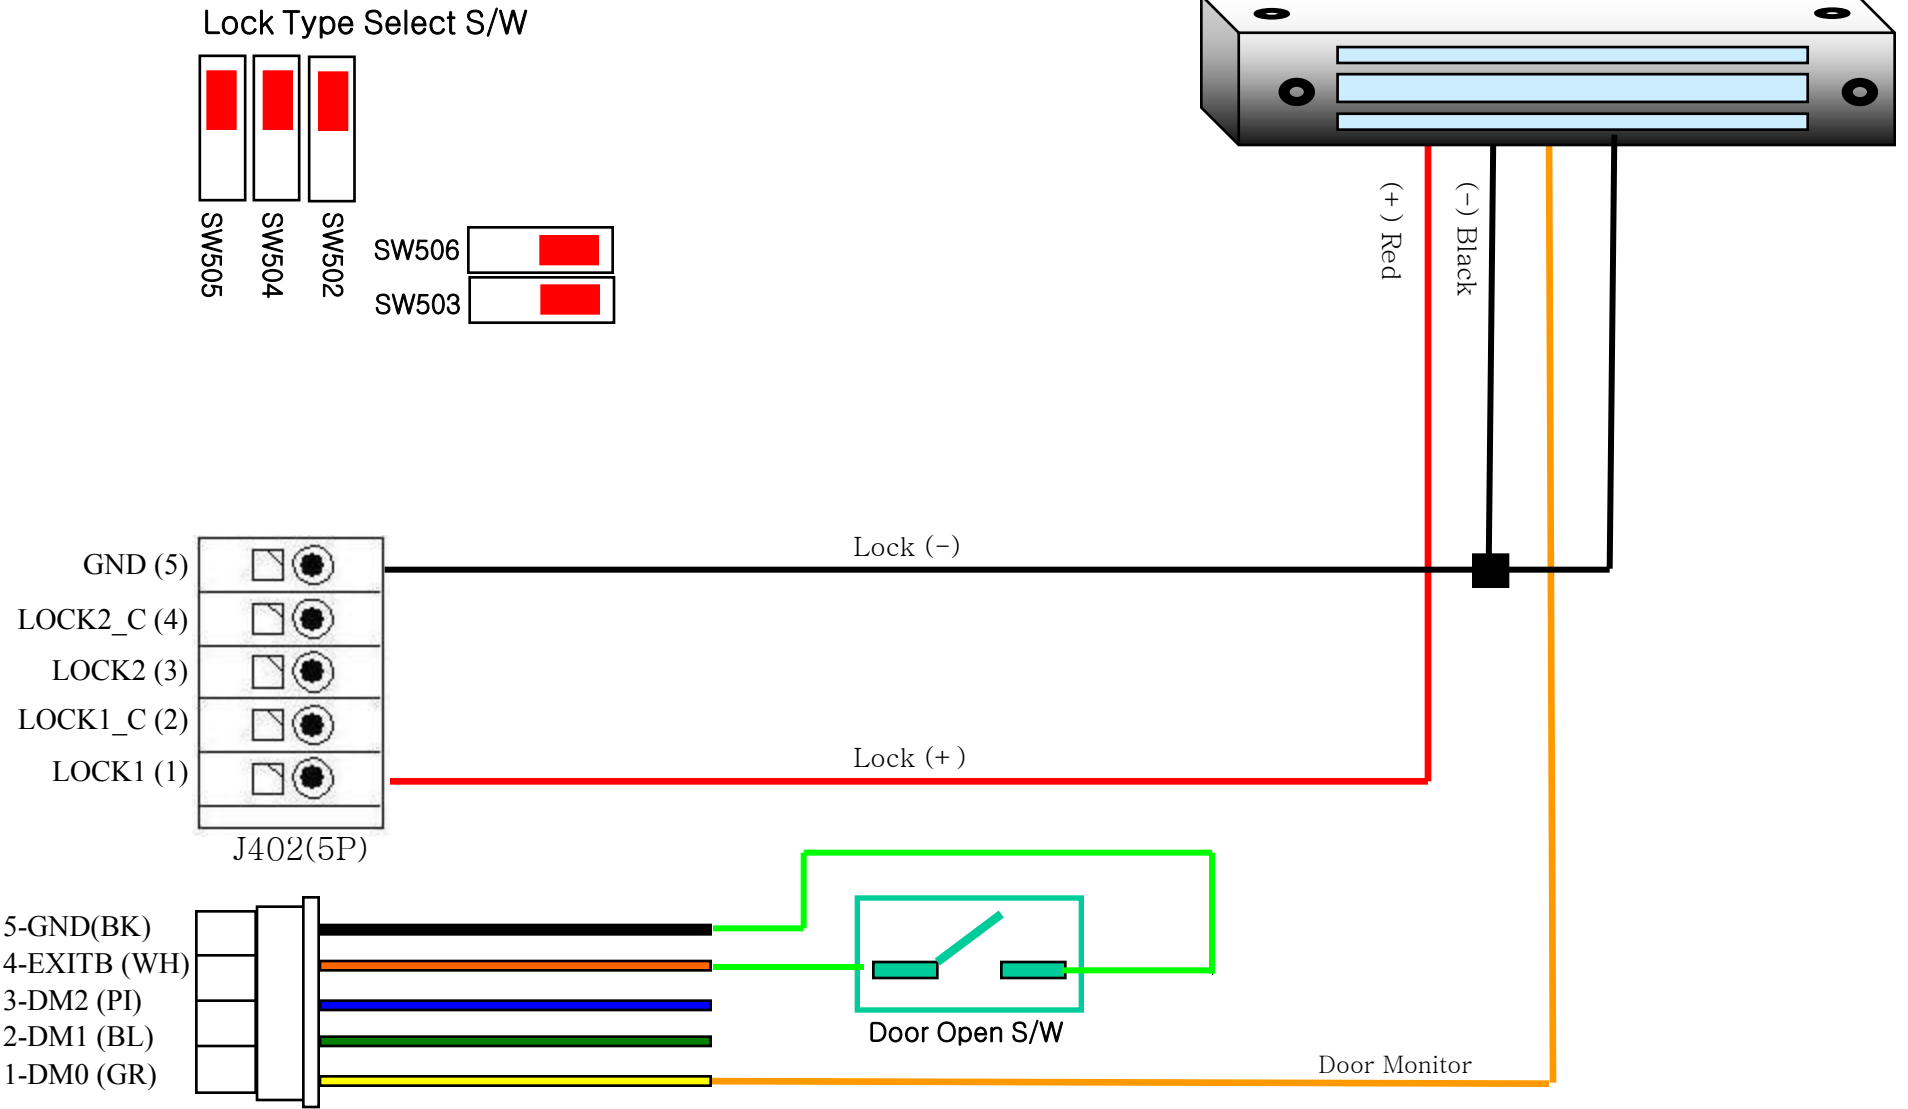 Lock Type Select S/W
SW505
SW504
SW502
SW506
SW503
(+) Red
(-) Black
GND (5)
LOCK2_C (4)
LOCK2 (3)
LOCK1_C (2)
LOCK1 (1)
J402(5P)
Lock (-)
Lock (+)
5-GND(BK)
4-EXITB (WH)
3-DM2 (PI)
2-DM1 (BL)
1-DM0 (GR)
Door Open S/W
Door Monitor